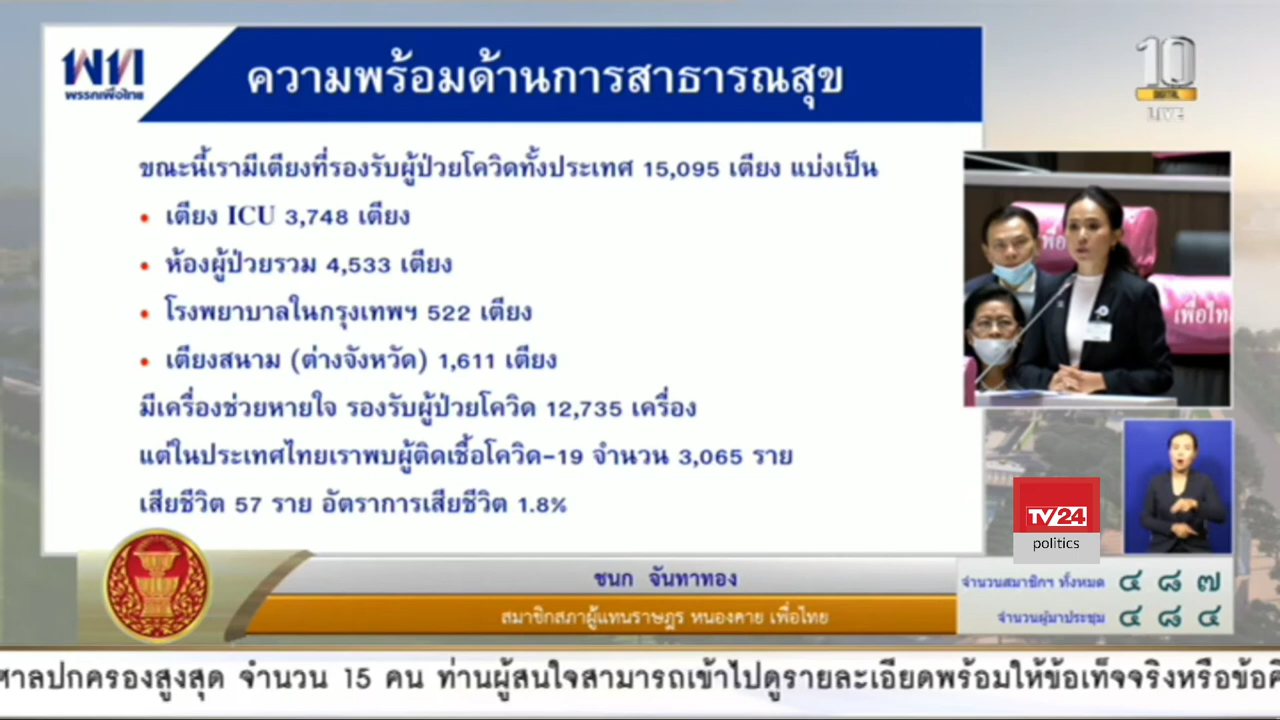 พท
พรรคเพื่อไทย
ความพร้อมด้านการสาธารณสุข
10
DIGITAL
LIVE
ขณะนี้เรามีเตียงที่รองรับผู้ป่วยโควิดทั้งประเทศ 15,095 เตียง แบ่งเป็น
• เตียง ICU 3,748 เตียง
• ห้องผู้ป่วยรวม 4,533 เตียง
• โรงพยาบาลในกรุงเทพฯ 522 เตียง
• เตียงสนาม (ต่างจังหวัด) 1,611 เตียง
มีเครื่องช่วยหายใจ รองรับผู้ป่วยโควิด 12,735 เครื่อง
แต่ในประเทศไทยเราพบผู้ติดเชื้อโควิด-19 จำนวน 3,065 ราย
เสียชีวิต 57 ราย อัตราการเสียชีวิต 1.8%
เพื่อไท
TV/24
politics
ชนก จันทาทอง
สมาชิกสภาผู้แทนราษฎร หนองคาย เพื่อไทย
จำนวนสมาชิกฯ ทั้งหมด ๔ ๘ ๗
จำนวนผู้มาประชุม ๔ ๘ ๔
ศาลปกครองสูงสุด จำนวน 15 คน ท่านผู้สนใจสามารถเข้าไปดูรายละเอียดพร้อมให้ข้อเท็จจริงหรือข้อคิ